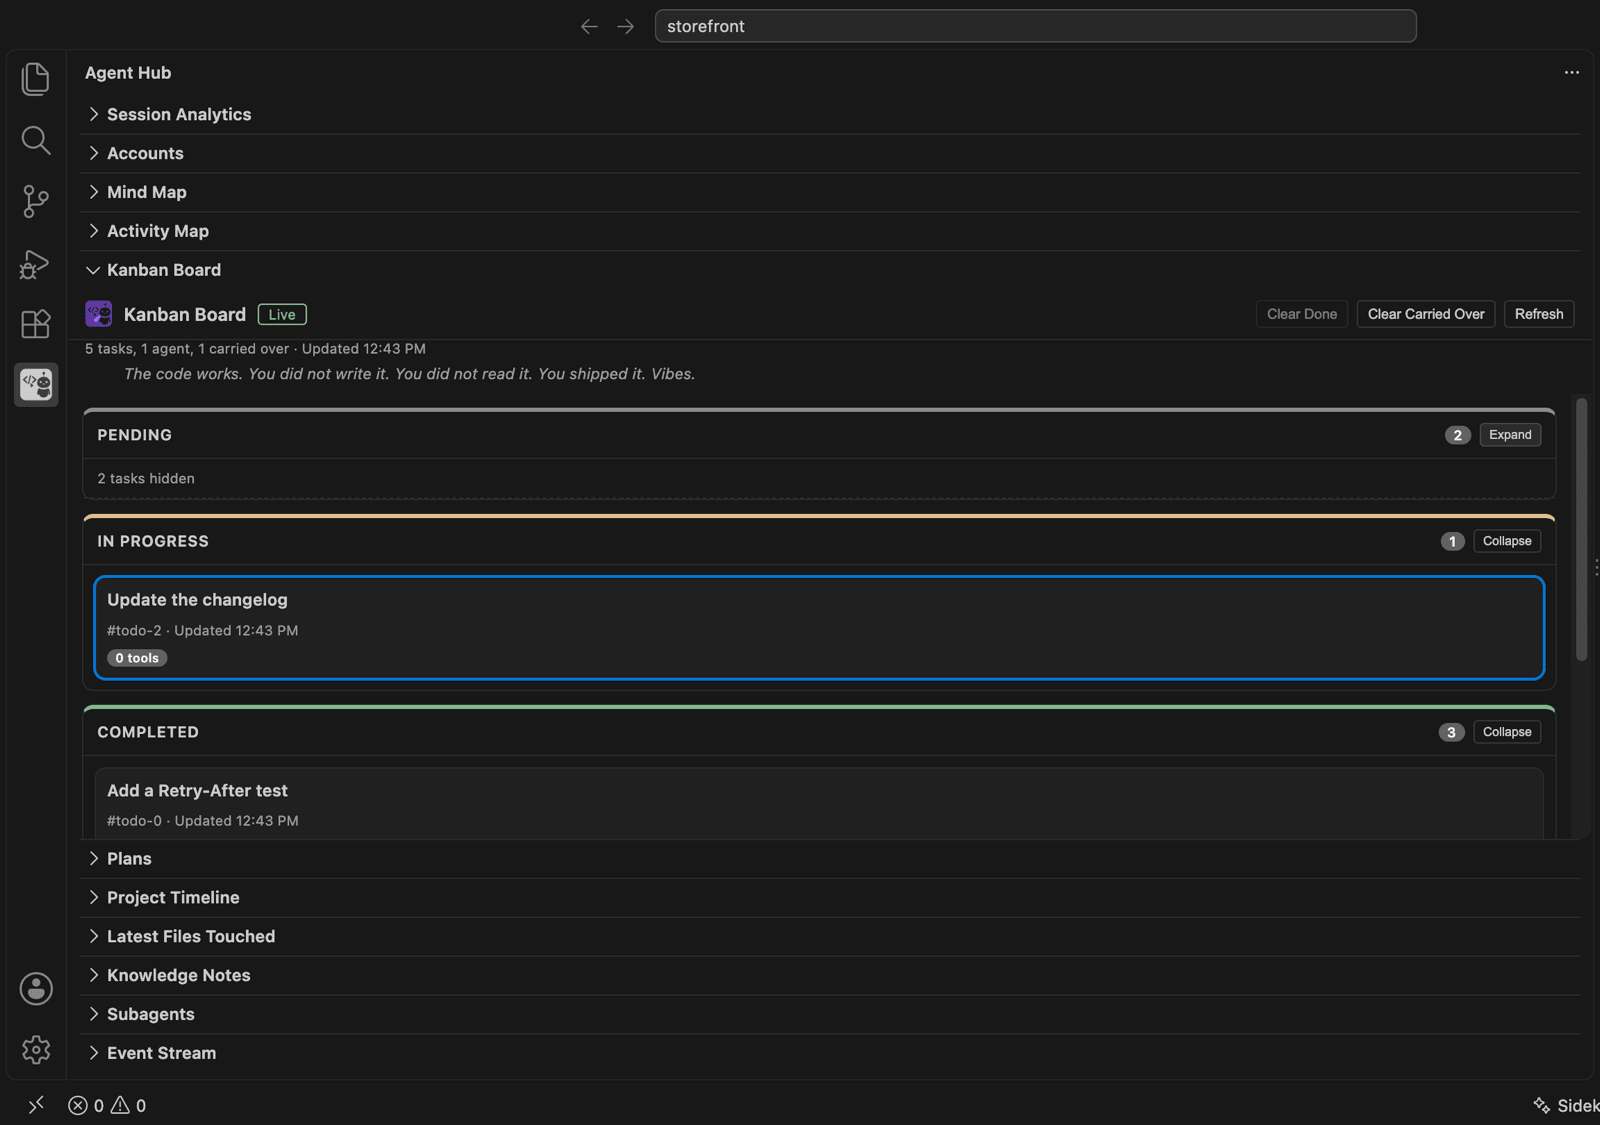 storefront
Agent Hub
Session Analytics
Accounts
Mind Map
Activity Map
Kanban Board
Kanban Board Live Clear Done Clear Carried Over Refresh
5 tasks, 1 agent, 1 carried over · Updated 12:43 PM
The code works. You did not write it. You did not read it. You shipped it. Vibes.
PENDING 2 Expand
2 tasks hidden
IN PROGRESS 1 Collapse
Update the changelog
#todo-2 · Updated 12:43 PM
0 tools
COMPLETED 3 Collapse
Add a Retry-After test
#todo-0 · Updated 12:43 PM
Plans
Project Timeline
Latest Files Touched
Knowledge Notes
Subagents
Event Stream
0 0 Sidek